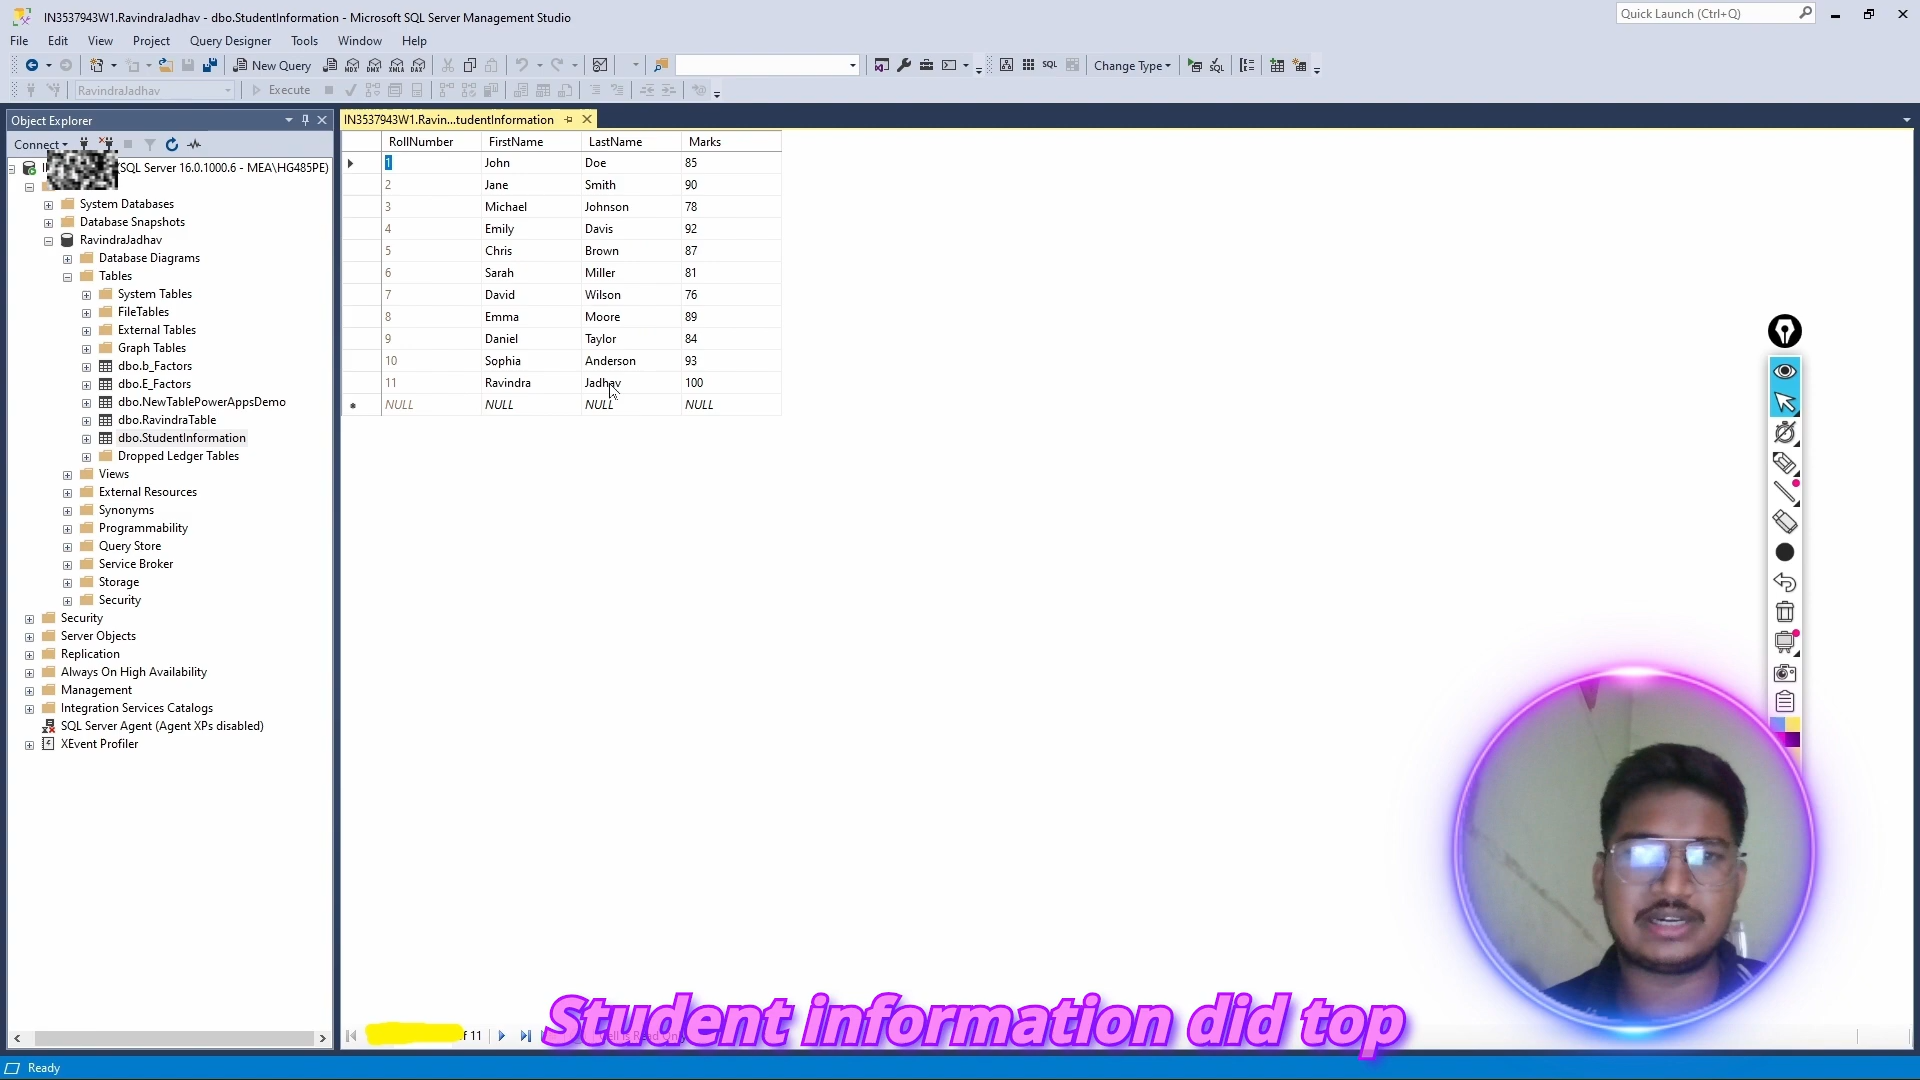 IN3537943W1.RavindraJadhav - dbo.StudentInformation - Microsoft SQL Server Management Studio
Quick Launch (Ctrl+Q)
File Edit View Project Query Designer Tools Window Help
New Query MDX DMX XMLA DAX SQL Change Type
RavindraJadhav Execute
Object Explorer
IN3537943W1.Ravin...tudentInformation
Connect
(SQL Server 16.0.1000.6 - MEA\HG485PE)
System Databases
Database Snapshots
RavindraJadhav
Database Diagrams
Tables
System Tables
FileTables
External Tables
Graph Tables
dbo.b_Factors
dbo.E_Factors
dbo.NewTablePowerAppsDemo
dbo.RavindraTable
dbo.StudentInformation
Dropped Ledger Tables
Views
External Resources
Synonyms
Programmability
Query Store
Service Broker
Storage
Security
Security
Server Objects
Replication
Always On High Availability
Management
Integration Services Catalogs
SQL Server Agent (Agent XPs disabled)
XEvent Profiler
RollNumber FirstName LastName Marks
1 John Doe 85
2 Jane Smith 90
3 Michael Johnson 78
4 Emily Davis 92
5 Chris Brown 87
6 Sarah Miller 81
7 David Wilson 76
8 Emma Moore 89
9 Daniel Taylor 84
10 Sophia Anderson 93
11 Ravindra Jadhav 100
NULL NULL NULL NULL
Student information did top
11
Ready